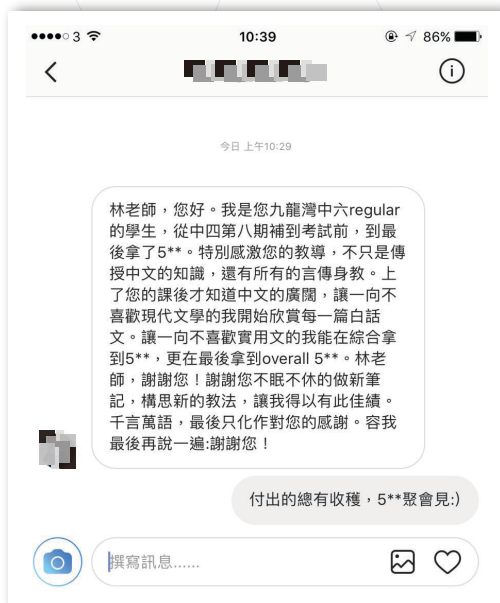 3
10:39
86%
今日 上午10:29
林老師，您好。我是您九龍灣中六regular
的學生，從中四第八期補到考試前，到最
後拿了5**。特別感激您的教導，不只是傳
授中文的知識，還有所有的言傳身教。上
了您的課後才知道中文的廣闊，讓一向不
喜歡現代文學的我開始欣賞每一篇白話
文。讓一向不喜歡實用文的我能在綜合拿
到5**，更在最後拿到overall 5**。林老
師，謝謝您！謝謝您不眠不休的做新筆
記，構思新的教法，讓我得以有此佳績。
千言萬語，最後只化作對您的感謝。容我
最後再說一遍:謝謝您！
付出的總有收穫，5**聚會見:)
撰寫訊息......